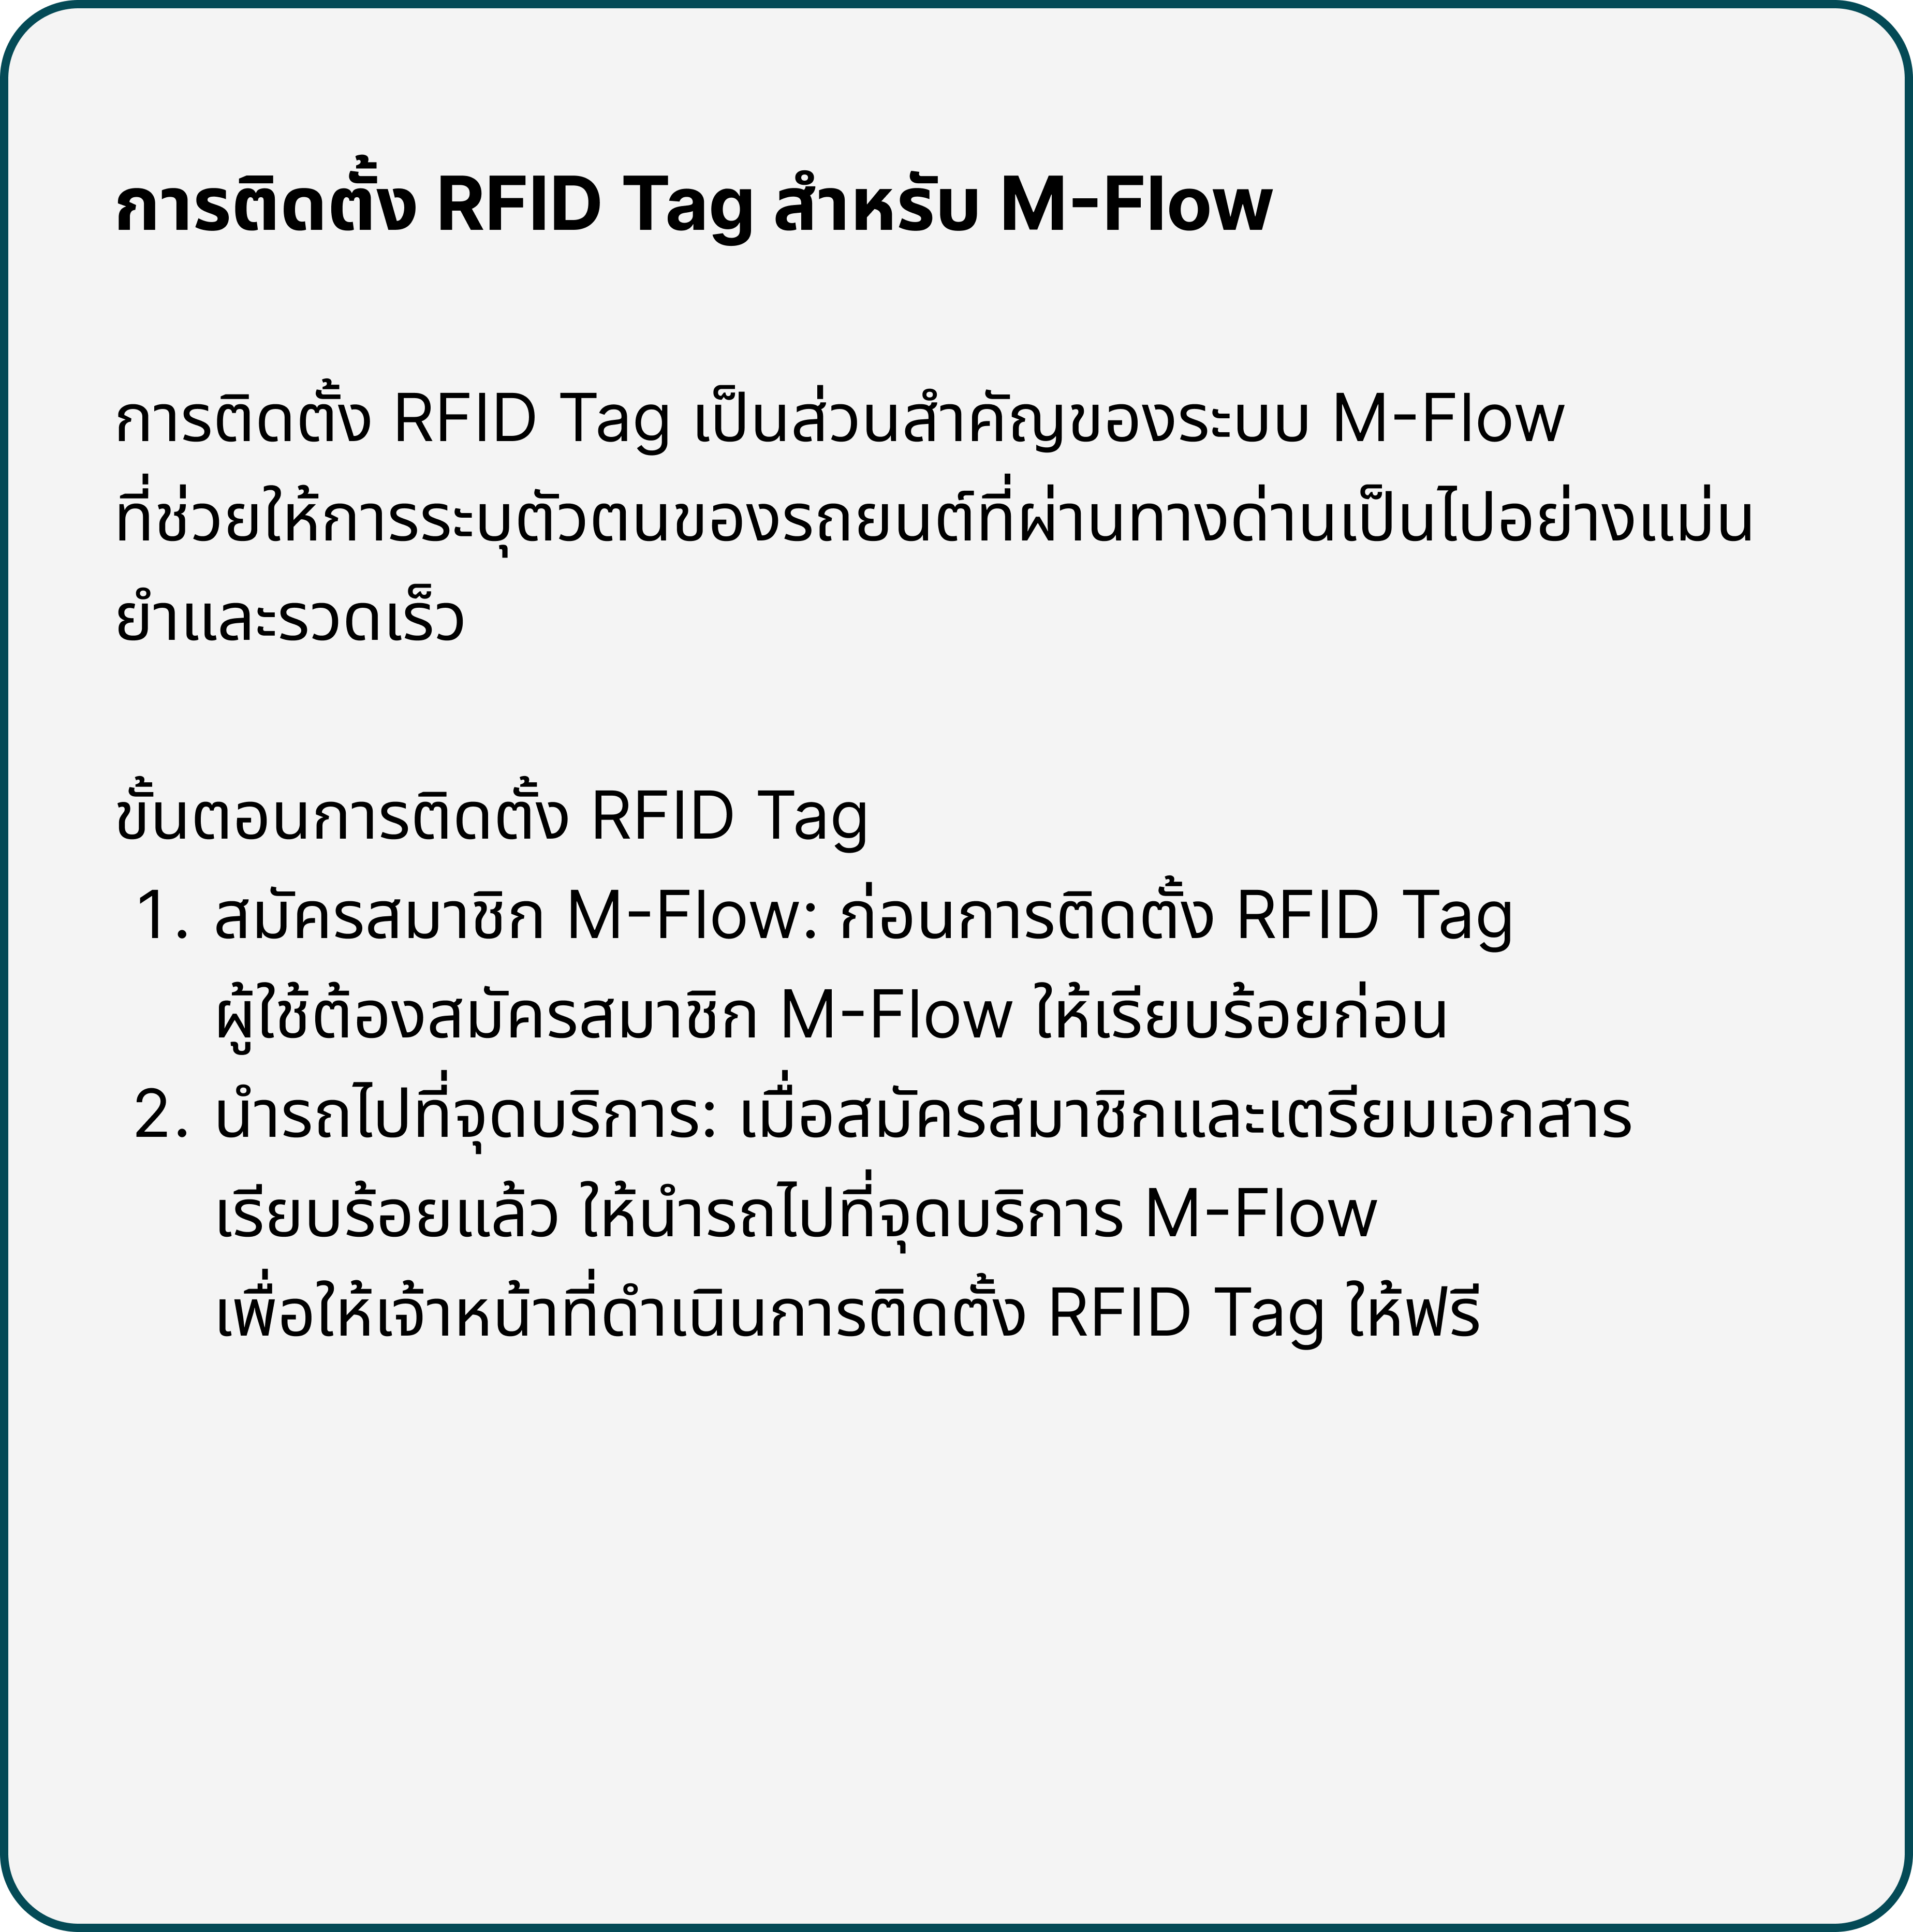 การติดตั้ง RFID Tag สำหรับ M-Flow
การติดตั้ง RFID Tag เป็นส่วนสำคัญของระบบ M-Flow
ที่ช่วยให้การระบุตัวตนของรถยนต์ที่ผ่านทางด่านเป็นไปอย่างแม่น
ยำและรวดเร็ว
ขั้นตอนการติดตั้ง RFID Tag
1. สมัครสมาชิก M-Flow: ก่อนการติดตั้ง RFID Tag
ผู้ใช้ต้องสมัครสมาชิก M-Flow ให้เรียบร้อยก่อน
2. นำรถไปที่จุดบริการ: เมื่อสมัครสมาชิกและเตรียมเอกสาร
เรียบร้อยแล้ว ให้นำรถไปที่จุดบริการ M-Flow
เพื่อให้เจ้าหน้าที่ดำเนินการติดตั้ง RFID Tag ให้ฟรี